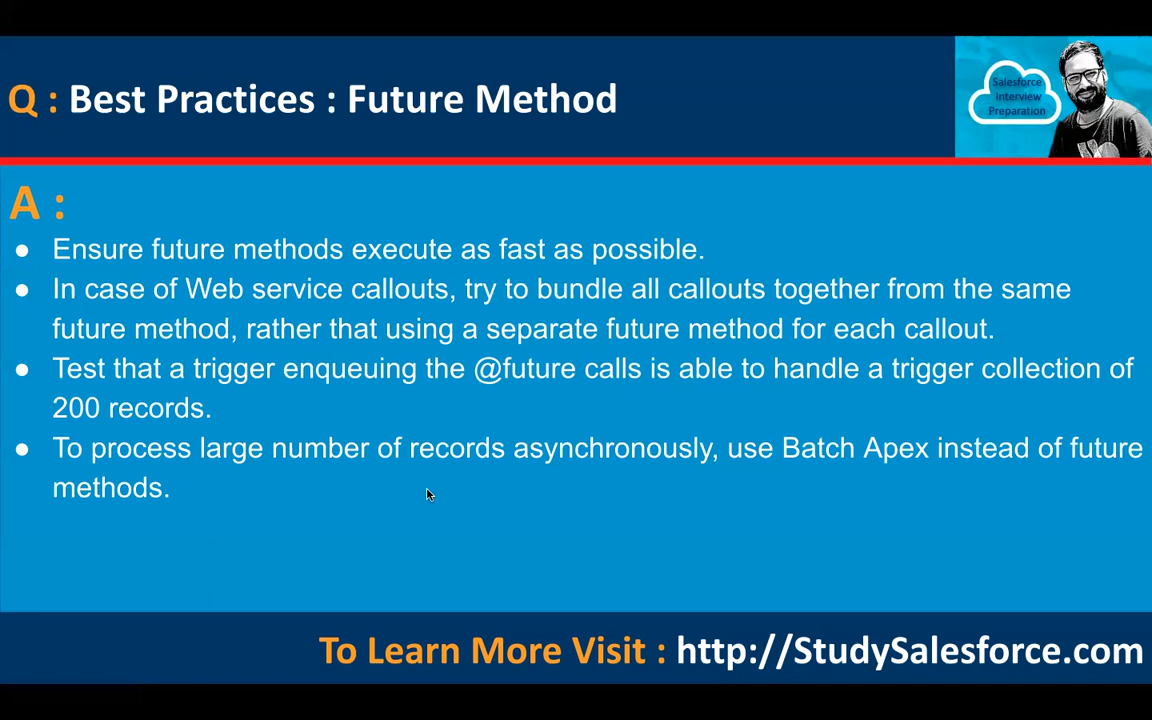 Q : Best Practices : Future Method
Salesforce
Interview
Preparation
A :
● Ensure future methods execute as fast as possible.
● In case of Web service callouts, try to bundle all callouts together from the same
future method, rather that using a separate future method for each callout.
● Test that a trigger enqueuing the @future calls is able to handle a trigger collection of
200 records.
● To process large number of records asynchronously, use Batch Apex instead of future
methods.
To Learn More Visit : http://StudySalesforce.com